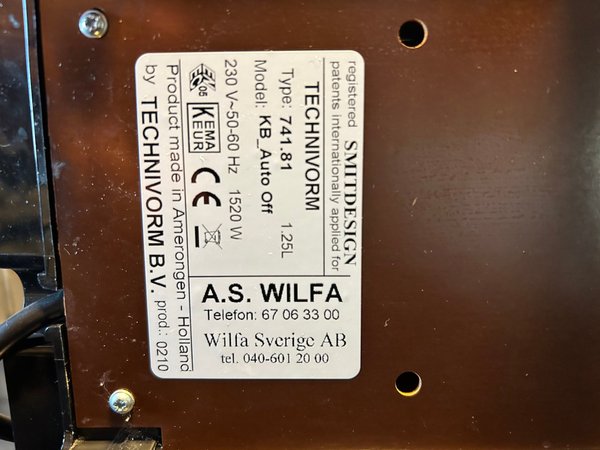 registered SMITDESIGN
patents internationally applied for
TECHNIVORM
Type: 741.81 1.25L
Model: KB_Auto Off
230 V~50-60 Hz 1520 W
05 KEMA KEUR CE
Product made in Amerongen - Holland
by TECHNIVORM B.V. prod.: 0210
A.S. WILFA
Telefon: 67 06 33 00
Wilfa Sverige AB
tel. 040-601 20 00